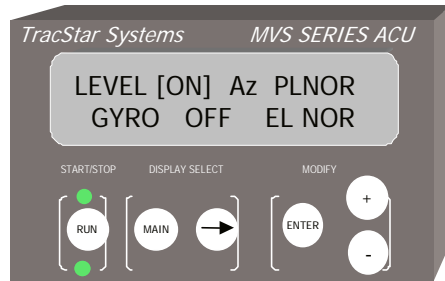 TracStar Systems MVS SERIES ACU
LEVEL [ON] Az PLNOR
GYRO OFF EL NOR
START/STOP DISPLAY SELECT MODIFY
RUN MAIN ENTER +
-